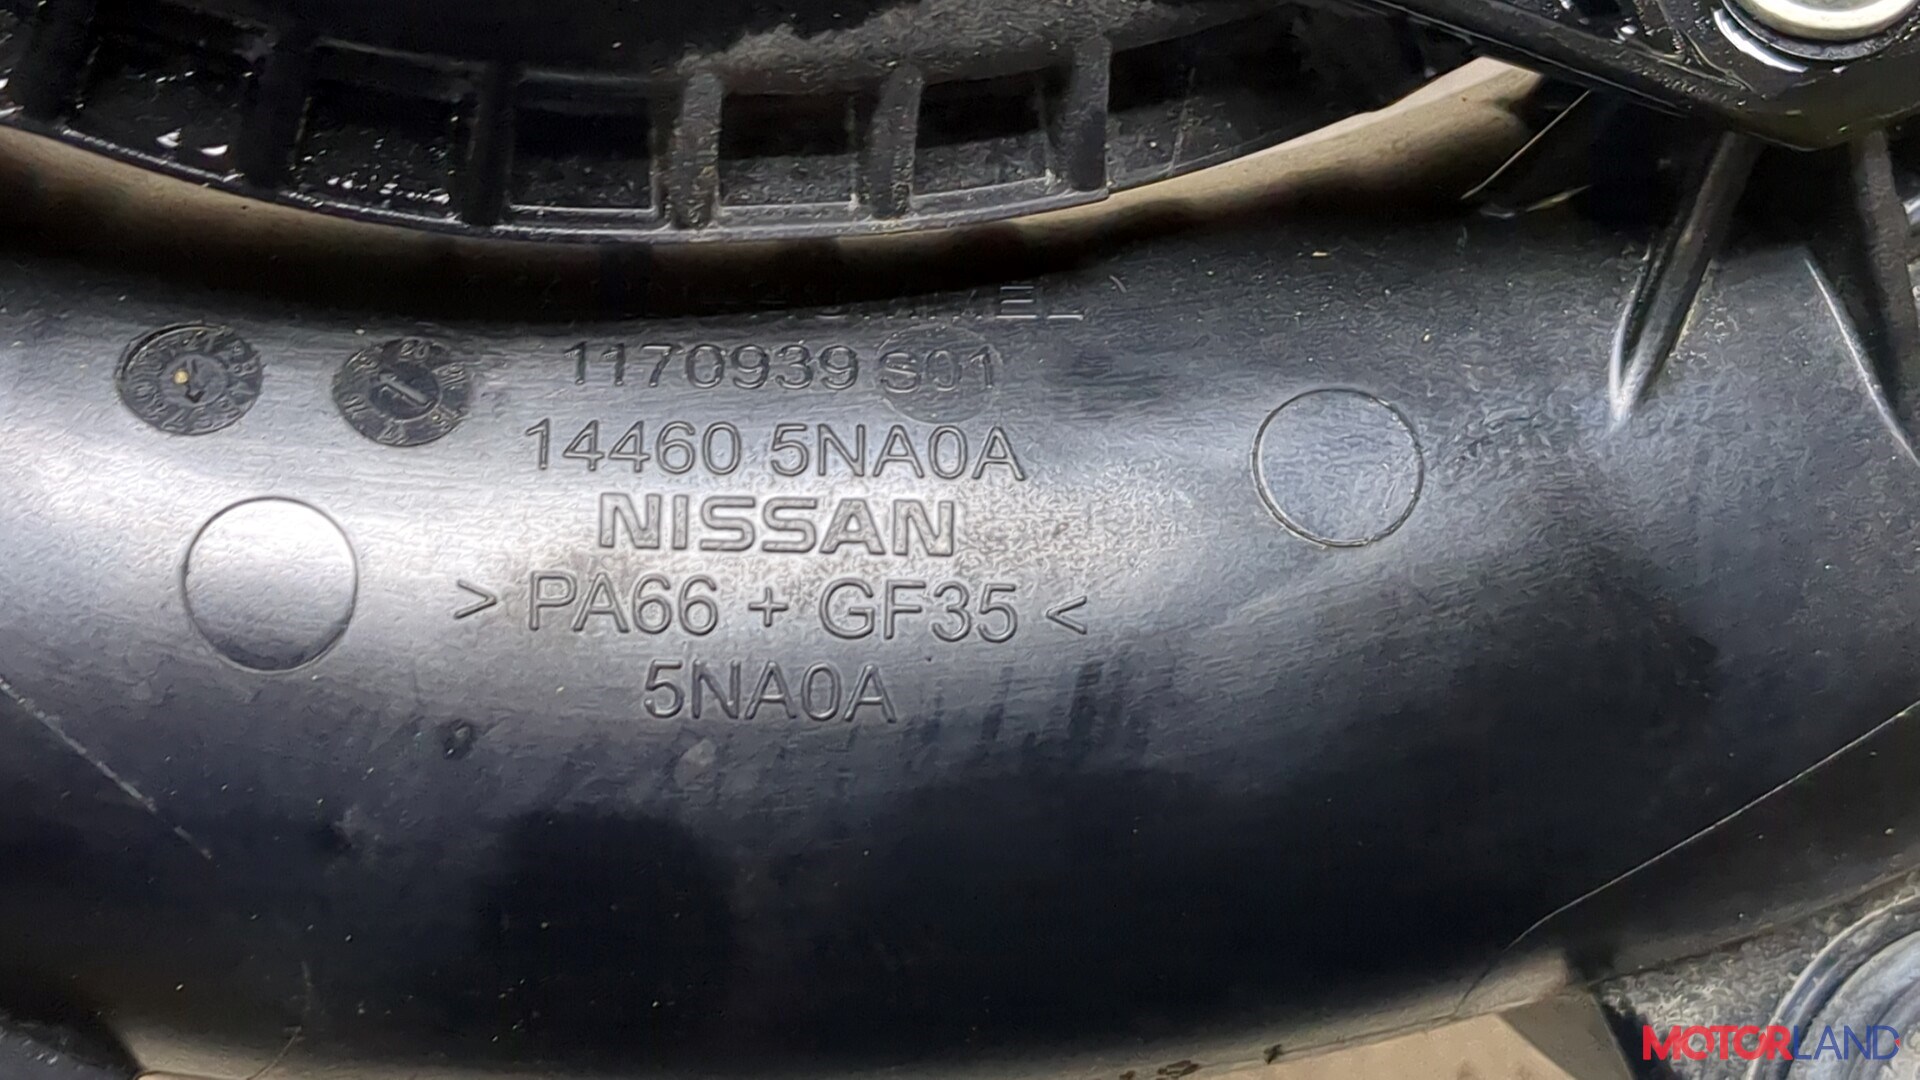 1170939 S01
14460 5NA0A
NISSAN
> PA66 + GF35 <
5NA0A
MOTORLAND